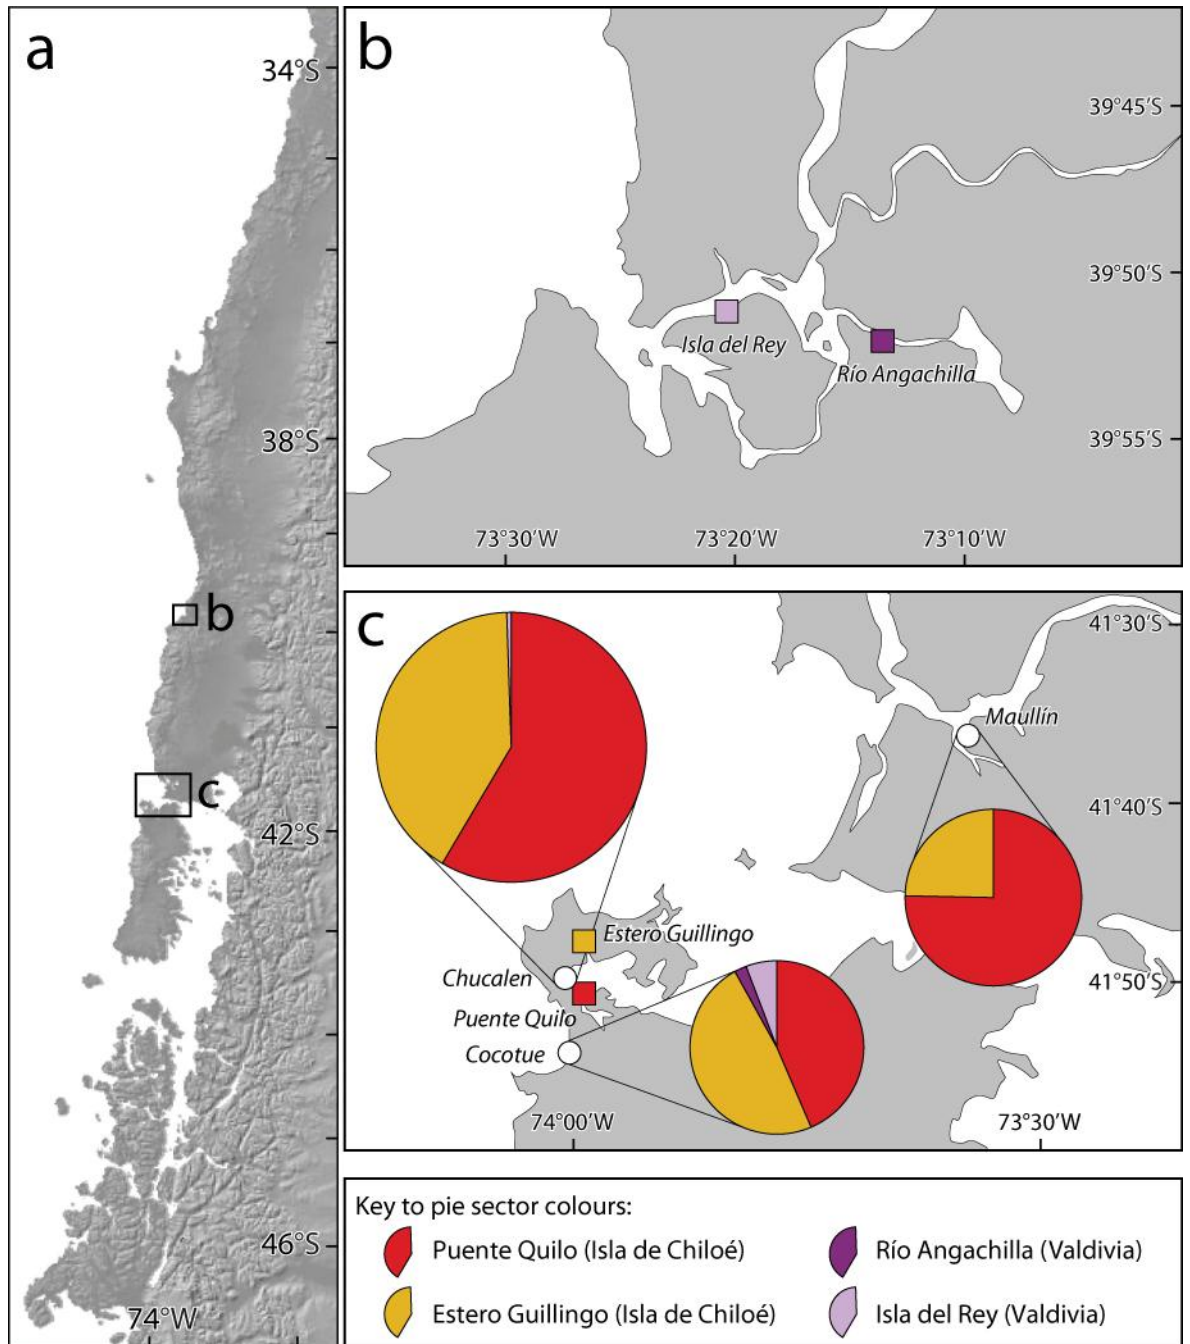 a
34°S
38°S
b
c
42°S
46°S
74°W
b
39°45'S
39°50'S
Isla del Rey
Río Angachilla
39°55'S
73°30'W
73°20'W
73°10'W
c
41°30'S
Maullín
41°40'S
Estero Guillingo
Chucalen
41°50'S
Puente Quilo
Cocotue
74°00'W
73°30'W
Key to pie sector colours:
Puente Quilo (Isla de Chiloé)
Río Angachilla (Valdivia)
Estero Guillingo (Isla de Chiloé)
Isla del Rey (Valdivia)